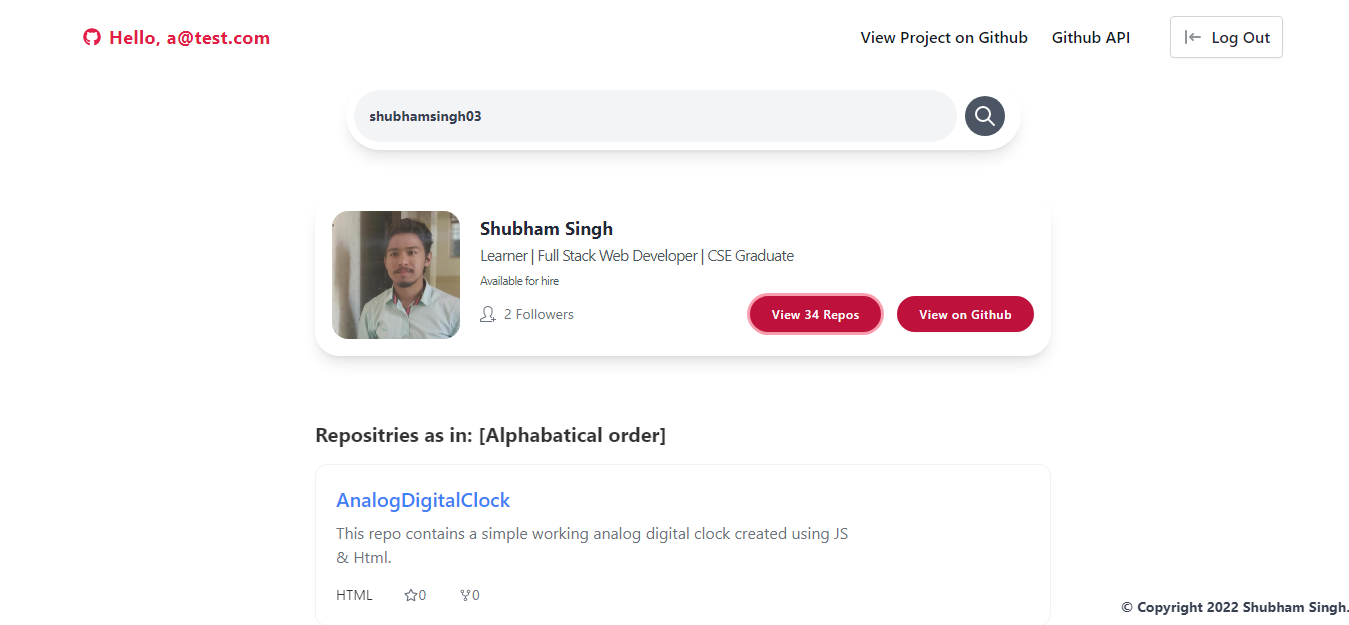 Hello, a@test.com
View Project on Github
Github API
Log Out
shubhamsingh03
Shubham Singh
Learner | Full Stack Web Developer | CSE Graduate
Available for hire
2 Followers
View 34 Repos
View on Github
Repositries as in: [Alphabatical order]
AnalogDigitalClock
This repo contains a simple working analog digital clock created using JS
& Html.
HTML
0
0
© Copyright 2022 Shubham Singh.